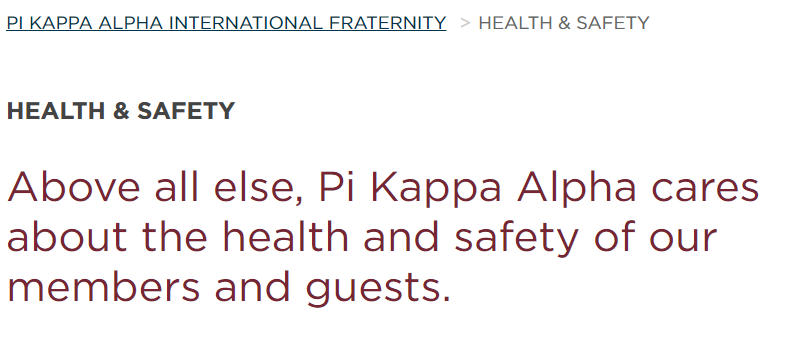 PI KAPPA ALPHA INTERNATIONAL FRATERNITY > HEALTH & SAFETY
HEALTH & SAFETY
Above all else, Pi Kappa Alpha cares
about the health and safety of our
members and guests.